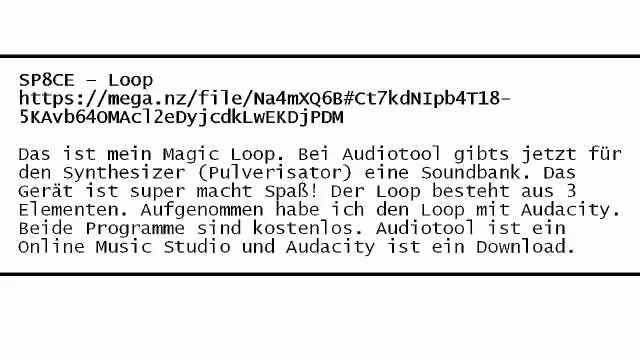 SP8CE – Loop
https://mega.nz/file/Na4mXQ6B#Ct7kdNIpb4T18-
5KAvb64OMAcl2eDyjcdkLwEKDjPDM
Das ist mein Magic Loop. Bei Audiotool gibts jetzt für
den Synthesizer (Pulverisator) eine Soundbank. Das
Gerät ist super macht Spaß! Der Loop besteht aus 3
Elementen. Aufgenommen habe ich den Loop mit Audacity.
Beide Programme sind kostenlos. Audiotool ist ein
Online Music Studio und Audacity ist ein Download.